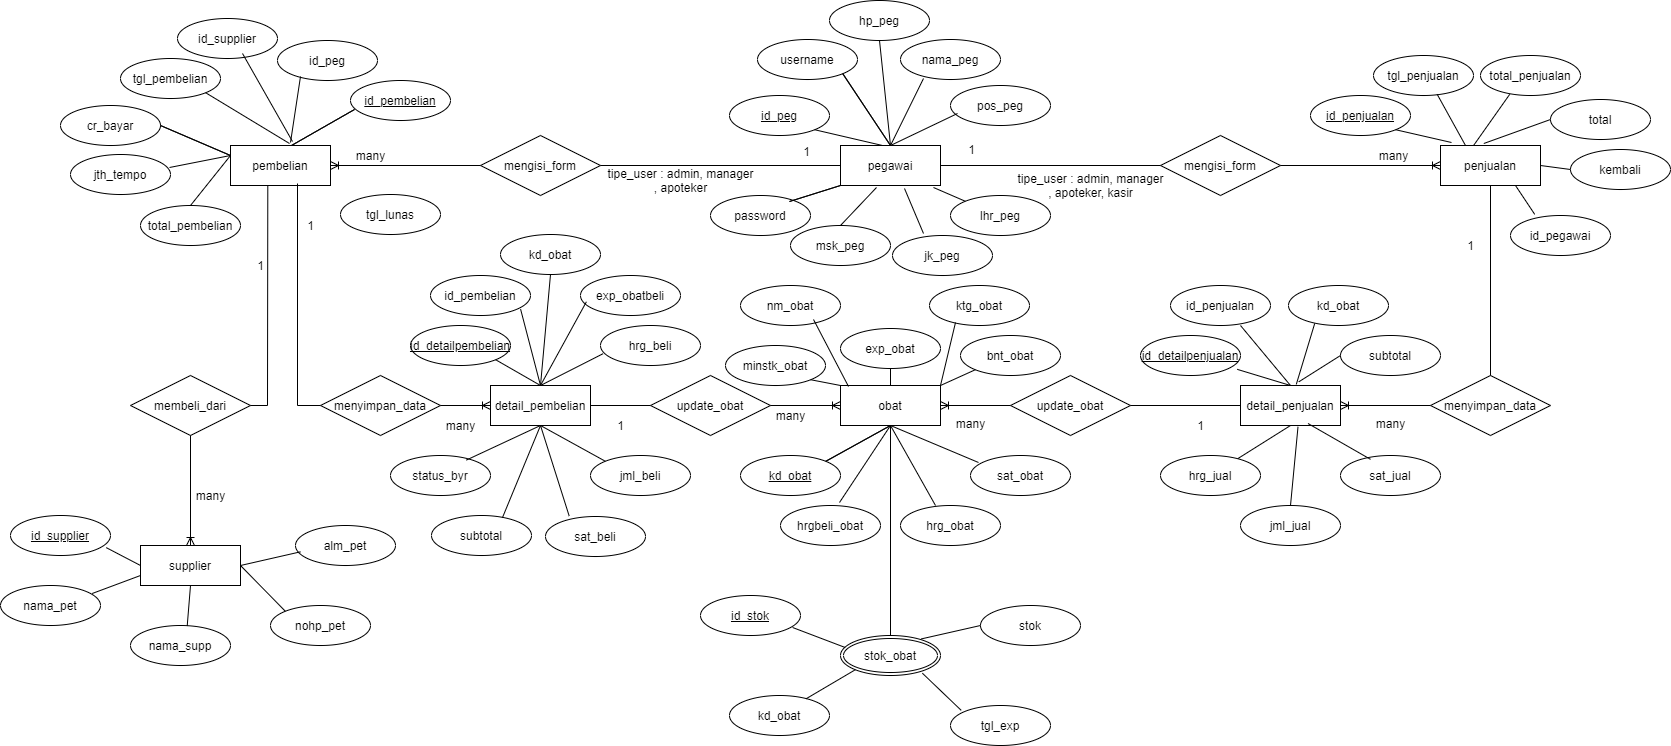 hp_peg
id_supplier
id_peg
username
nama_peg
tgl_pembelian
tgl_penjualan
total_penjualan
id_pembelian
id_peg
pos_peg
id_penjualan
total
cr_bayar
pembelian
many
mengisi_form
1
pegawai
1
mengisi_form
many
penjualan
kembali
jth_tempo
tipe_user : admin, manager
, apoteker
tipe_user : admin, manager
, apoteker, kasir
total_pembelian
1
tgl_lunas
password
msk_peg
jk_peg
lhr_peg
id_pegawai
1
1
kd_obat
id_pembelian
exp_obatbeli
nm_obat
ktg_obat
id_penjualan
kd_obat
id_detailpembelian
hrg_beli
minstk_obat
exp_obat
bnt_obat
id_detailpenjualan
subtotal
membeli_dari
menyimpan_data
many
detail_pembelian
1
update_obat
many
obat
many
update_obat
1
detail_penjualan
many
menyimpan_data
status_byr
jml_beli
kd_obat
sat_obat
hrg_jual
sat_jual
many
subtotal
sat_beli
hrgbeli_obat
hrg_obat
jml_jual
id_supplier
alm_pet
supplier
nama_pet
nama_supp
nohp_pet
id_stok
stok
stok_obat
kd_obat
tgl_exp